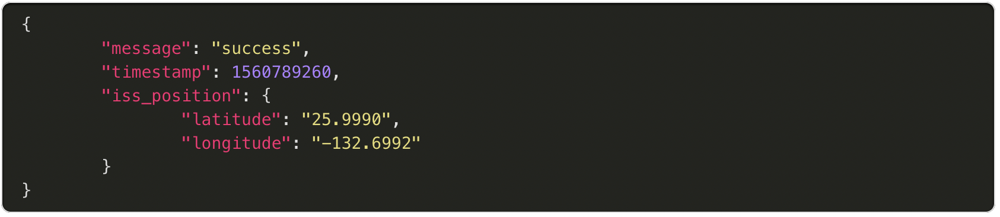 {
        "message": "success",
        "timestamp": 1560789260,
        "iss_position": {
                "latitude": "25.9990",
                "longitude": "-132.6992"
        }
}